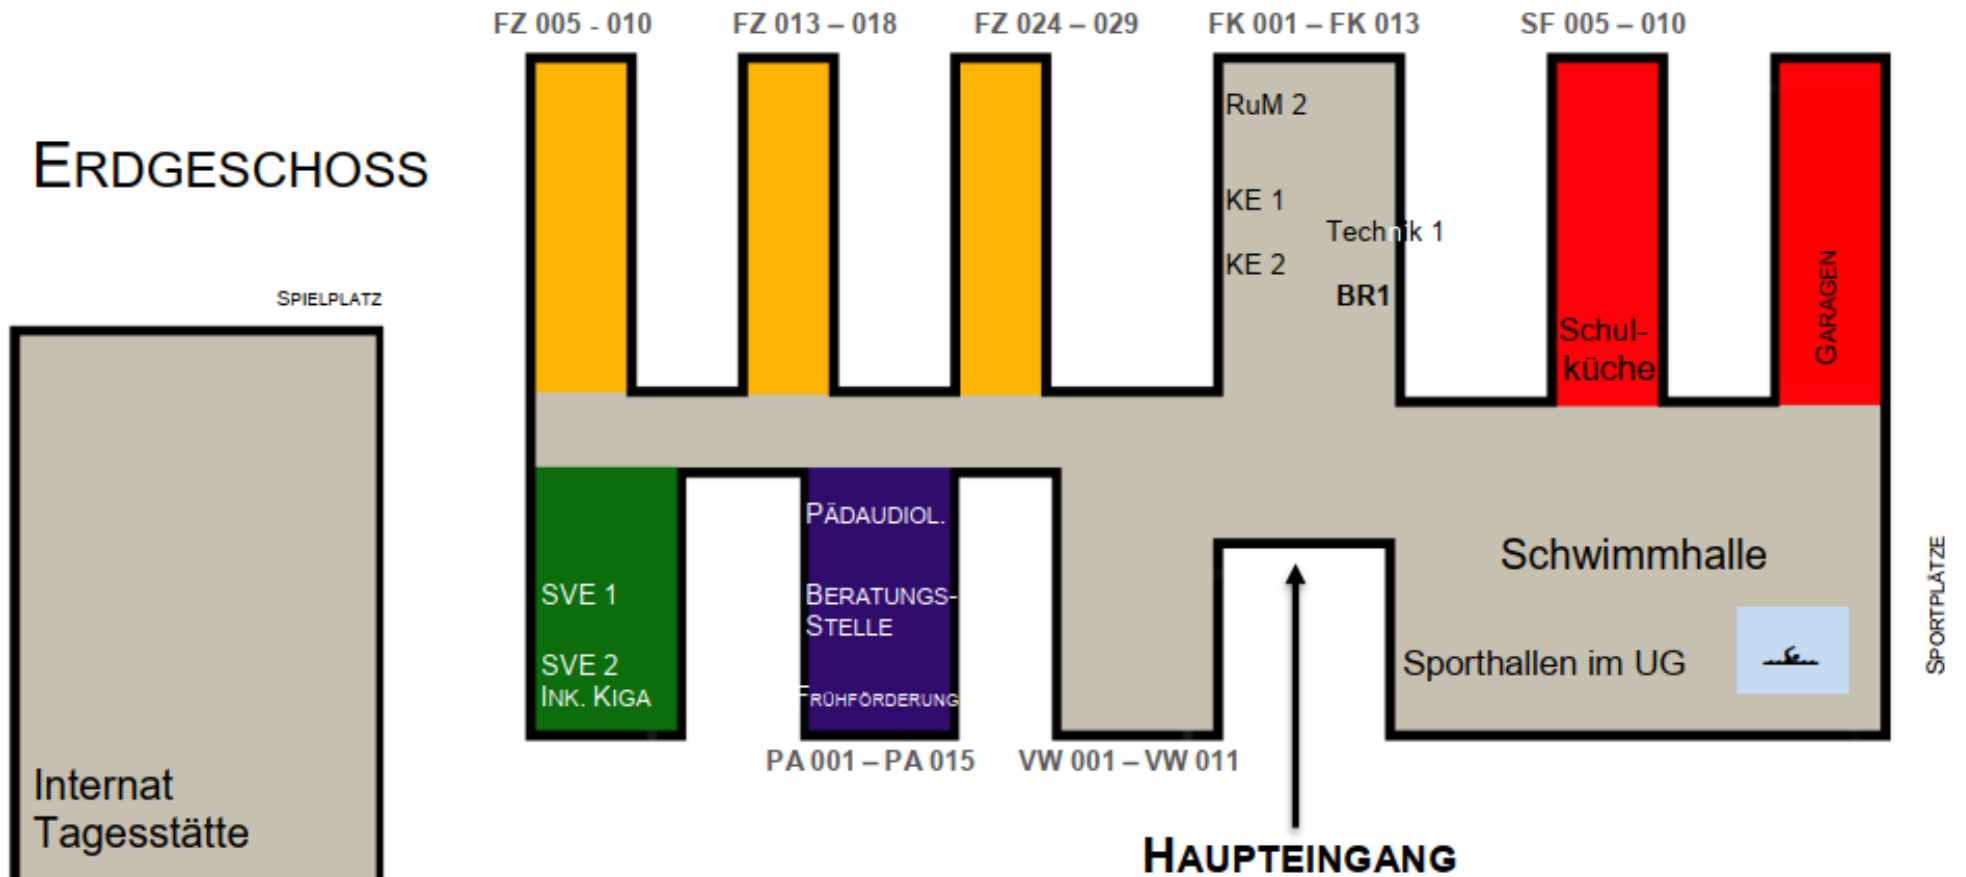 FZ 005 - 010
FZ 013 – 018
FZ 024 – 029
FK 001 – FK 013
SF 005 – 010
ERDGESCHOSS
RuM 2
KE 1
Technik 1
KE 2
BR1
SPIELPLATZ
Schul-
küche
GARAGEN
PÄDAUDIOL.
SVE 1
BERATUNGS-
STELLE
SVE 2
INK. KIGA
FRÜHFÖRDERUNG
Schwimmhalle
Sporthallen im UG
SPORTPLÄTZE
PA 001 – PA 015
VW 001 – VW 011
Internat
Tagesstätte
HAUPTEINGANG